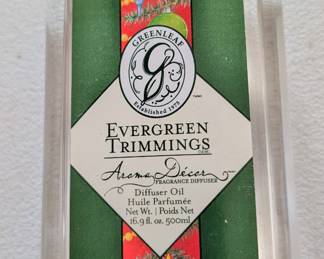 GREENLEAF
g
Established 1975
EVERGREEN
TRIMMINGS
Aroma Décor
FRAGRANCE DIFFUSER
Diffuser Oil
Huile Parfumée
Net Wt. | Poids Net
16.9 fl. oz. 500ml